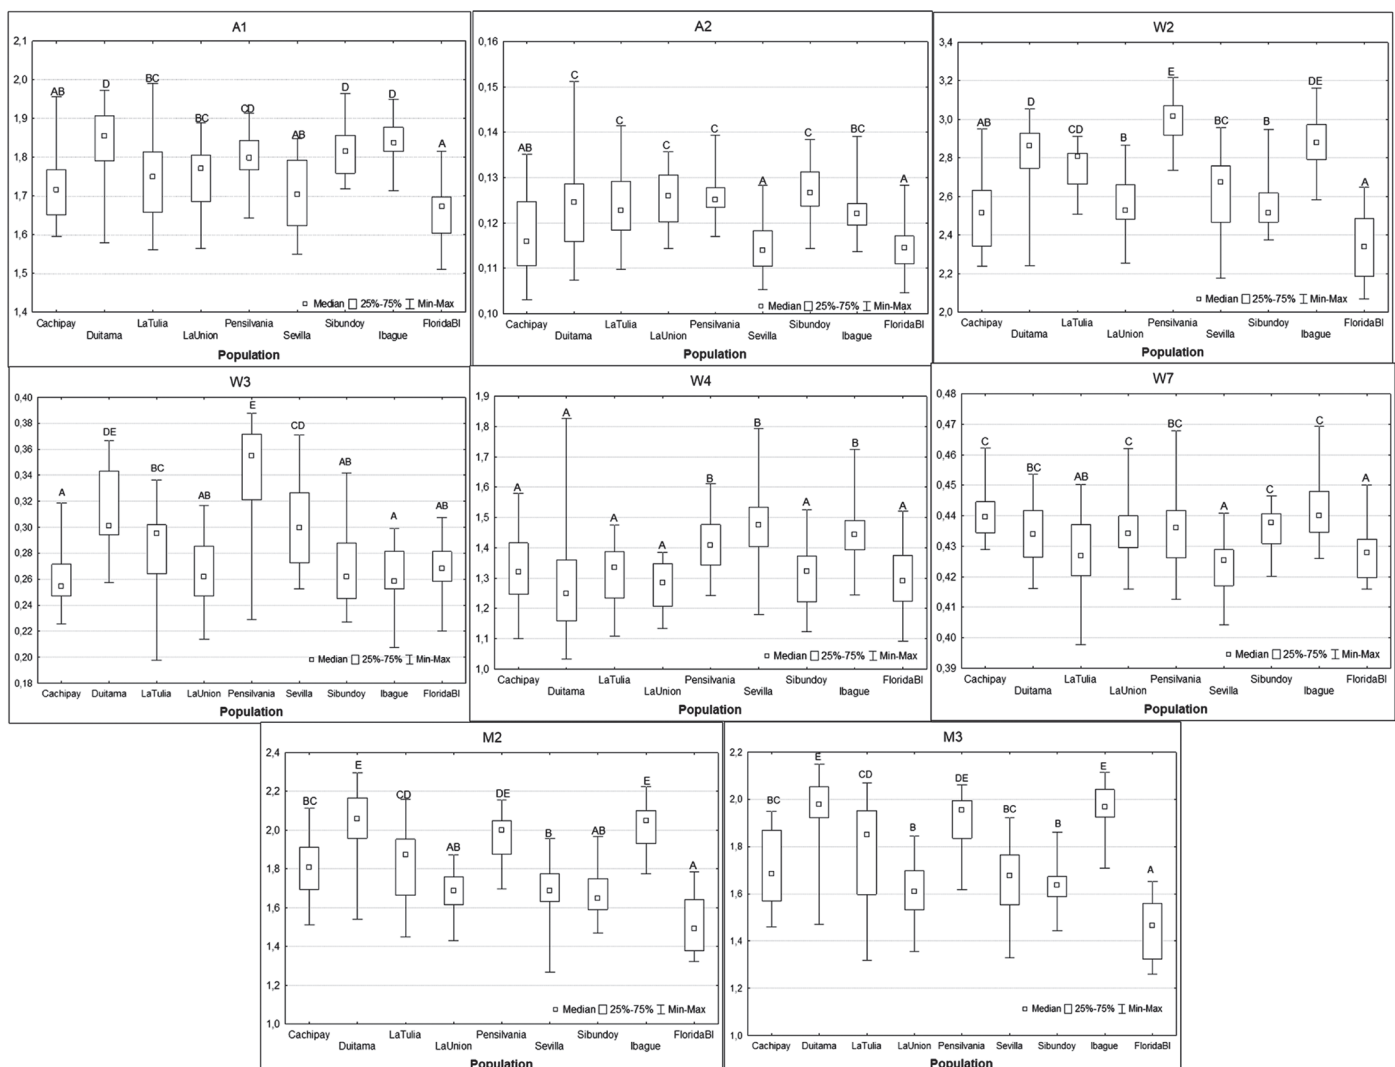 A1
2,1
2,0
1,9
1,8
1,7
1,6
1,5
1,4
AB D BC BC CD AB D D A
Median 25%-75% Min-Max
Cachipay LaTulia Pensilvania Sibundoy FloridaBl
Duitama LaUnion Sevilla Ibague
Population
A2
0,16
0,15
0,14
0,13
0,12
0,11
0,10
AB C C C C A C BC A
Median 25%-75% Min-Max
Cachipay LaTulia Pensilvania Sibundoy FloridaBl
Duitama LaUnion Sevilla Ibague
Population
W2
3,4
3,2
3,0
2,8
2,6
2,4
2,2
2,0
AB D CD B E BC B DE A
Median 25%-75% Min-Max
Cachipay LaTulia Pensilvania Sibundoy FloridaBl
Duitama LaUnion Sevilla Ibague
Population
W3
0,40
0,38
0,36
0,34
0,32
0,30
0,28
0,26
0,24
0,22
0,20
0,18
A DE BC AB E CD AB A AB
Median 25%-75% Min-Max
Cachipay Duitama LaTulia LaUnion Pensilvania Sevilla Sibundoy Ibague FloridaBl
Population
W4
1,9
1,8
1,7
1,6
1,5
1,4
1,3
1,2
1,1
1,0
A A A A B B A B A
Median 25%-75% Min-Max
Cachipay LaTulia Pensilvania Sibundoy FloridaBl
Duitama LaUnion Sevilla Ibague
Population
W7
0,48
0,47
0,46
0,45
0,44
0,43
0,42
0,41
0,40
0,39
C BC AB C BC A C C A
Median 25%-75% Min-Max
Cachipay LaTulia Pensilvania Sibundoy FloridaBl
Duitama LaUnion Sevilla Ibague
Population
M2
2,4
2,2
2,0
1,8
1,6
1,4
1,2
1,0
BC E CD AB DE B AB E A
Median 25%-75% Min-Max
Cachipay LaTulia Pensilvania Sibundoy FloridaBl
Duitama LaUnion Sevilla Ibague
Population
M3
2,2
2,0
1,8
1,6
1,4
1,2
1,0
BC E CD B DE BC B E A
Median 25%-75% Min-Max
Cachipay Duitama LaTulia LaUnion Pensilvania Sevilla Sibundoy Ibague FloridaBl
Population